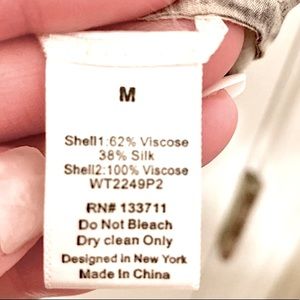 M
Shell1:62% Viscose
38% Silk
Shell2:100% Viscose
WT2249P2
RN# 133711
Do Not Bleach
Dry clean Only
Designed in New York
Made In China